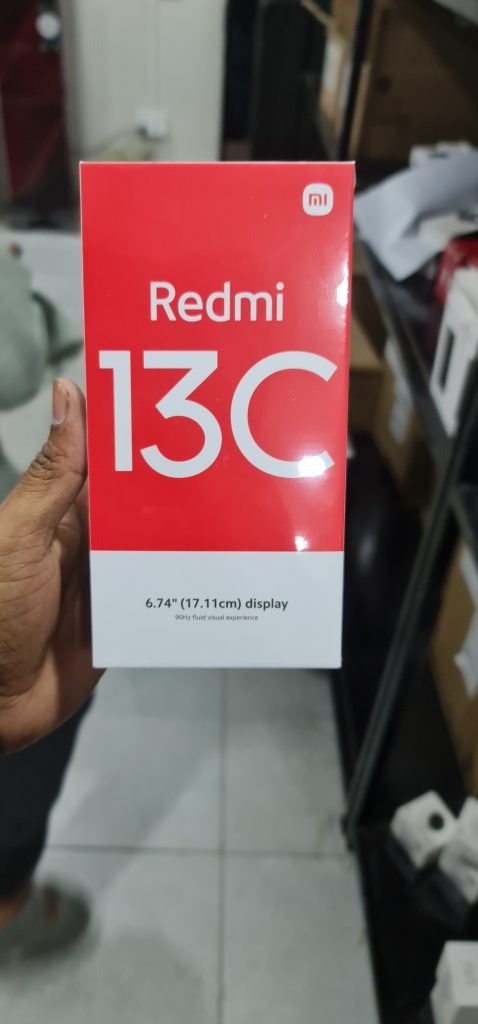 mi
Redmi
13C
6.74" (17.11cm) display
90Hz fluid visual experience